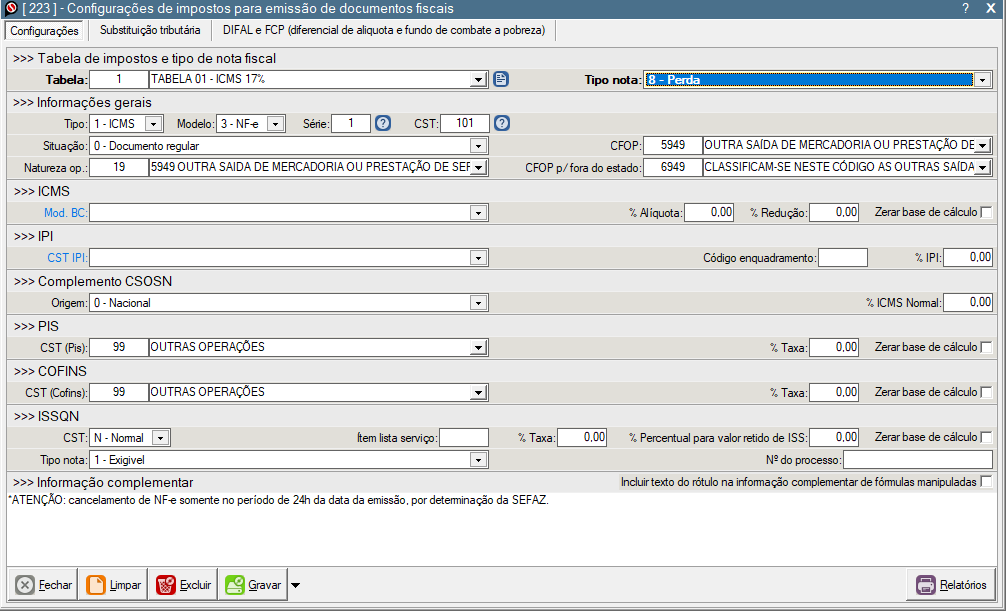 [ 223 ] - Configurações de impostos para emissão de documentos fiscais ? X
Configurações Substituição tributária DIFAL e FCP (diferencial de aliquota e fundo de combate a pobreza)
>>> Tabela de impostos e tipo de nota fiscal
Tabela: 1 TABELA 01 - ICMS 17% Tipo nota: 8 - Perda
>>> Informações gerais
Tipo: 1 - ICMS Modelo: 3 - NF-e Série: 1 ? CST: 101 ?
Situação: 0 - Documento regular CFOP: 5949 OUTRA SAÍDA DE MERCADORIA OU PRESTAÇÃO DE
Natureza op.: 19 5949 OUTRA SAIDA DE MERCADORIA OU PRESTAÇÃO DE SEF CFOP p/ fora do estado: 6949 CLASSIFICAM-SE NESTE CÓDIGO AS OUTRAS SAÍDA
>>> ICMS
Mod. BC: % Alíquota: 0,00 % Redução: 0,00 Zerar base de cálculo
>>> IPI
CST IPI: Código enquadramento: % IPI: 0,00
>>> Complemento CSOSN
Origem: 0 - Nacional % ICMS Normal: 0,00
>>> PIS
CST (Pis): 99 OUTRAS OPERAÇÕES % Taxa: 0,00 Zerar base de cálculo
>>> COFINS
CST (Cofins): 99 OUTRAS OPERAÇÕES % Taxa: 0,00 Zerar base de cálculo
>>> ISSQN
CST: N - Normal Ítem lista serviço: % Taxa: 0,00 % Percentual para valor retido de ISS: 0,00 Zerar base de cálculo
Tipo nota: 1 - Exigivel Nº do processo:
>>> Informação complementar Incluir texto do rótulo na informação complementar de fórmulas manipuladas
*ATENÇÃO: cancelamento de NF-e somente no período de 24h da data da emissão, por determinação da SEFAZ.
Fechar Limpar Excluir Gravar Relatórios